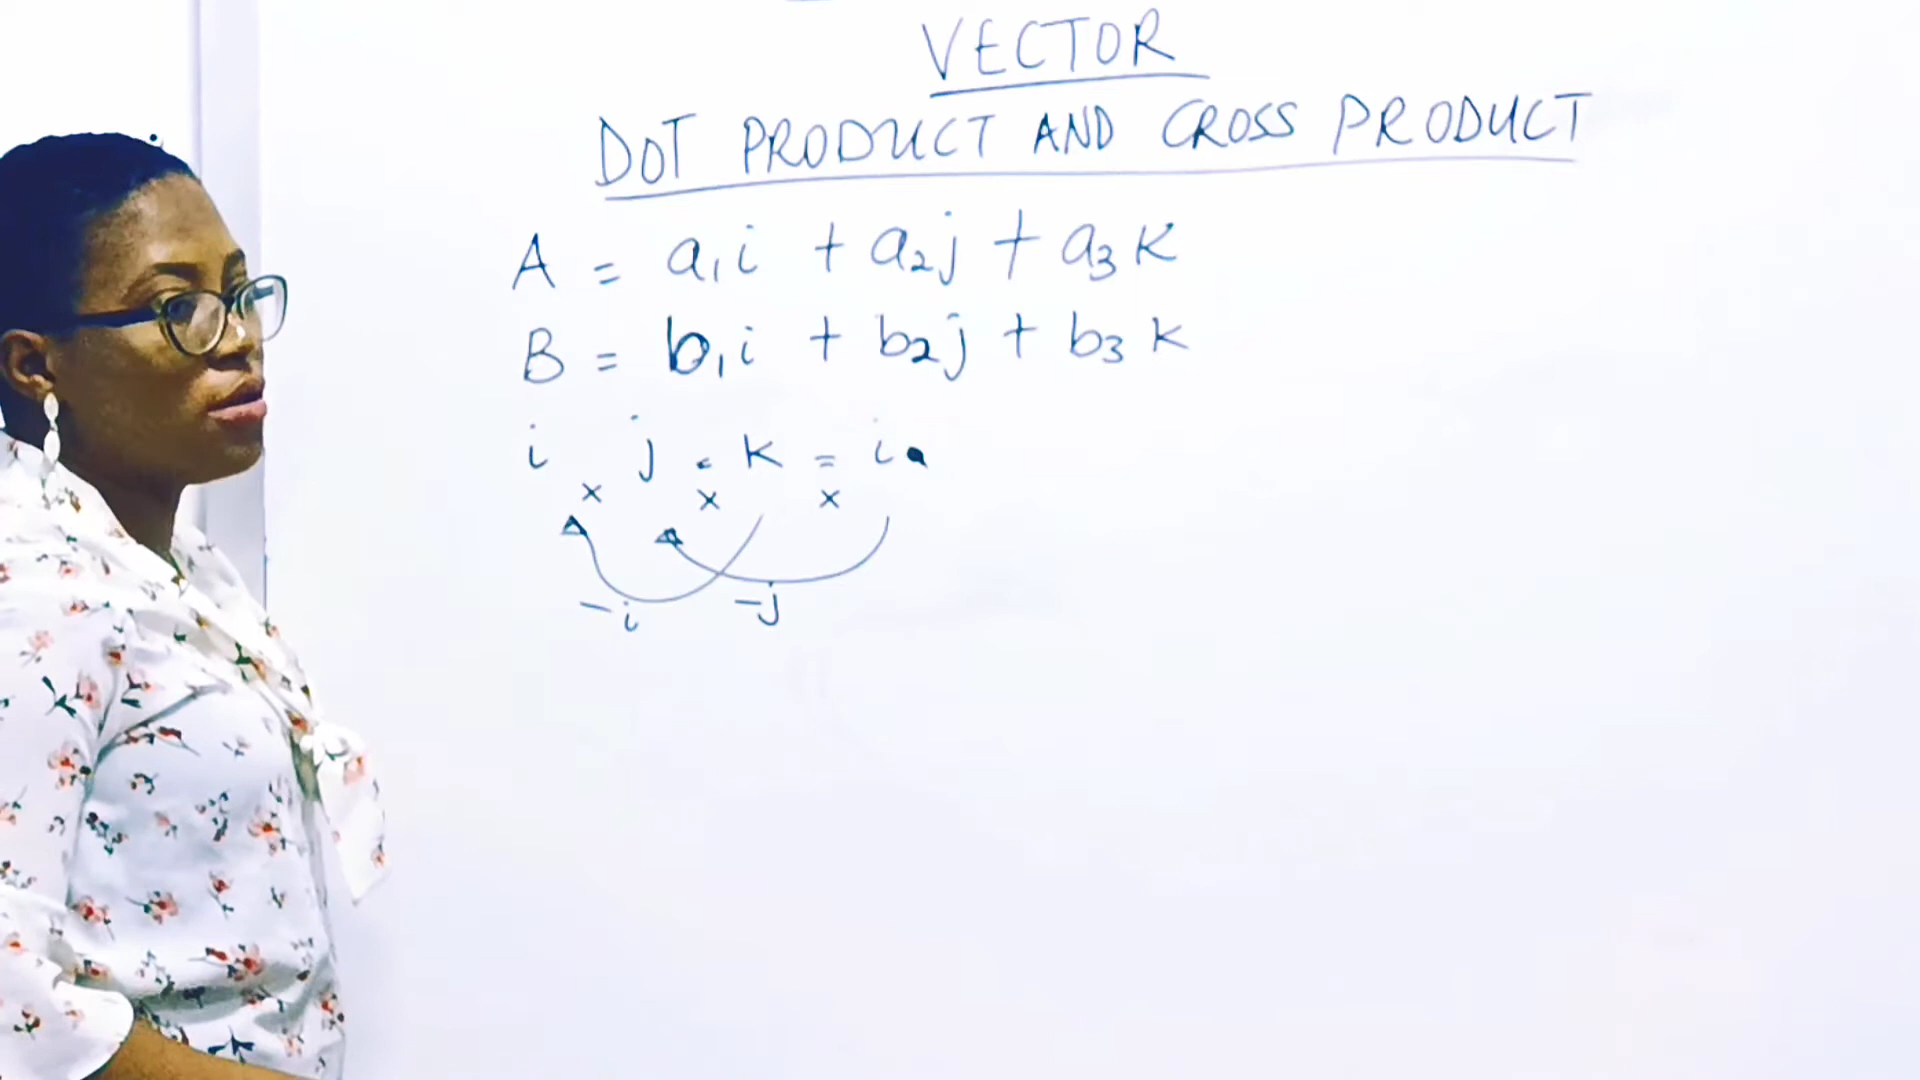 VECTOR
DOT PRODUCT AND CROSS PRODUCT
A = a₁i + a₂j + a₃k
B = b₁i + b₂j + b₃k
i j . k = i.
x x x
-i -j